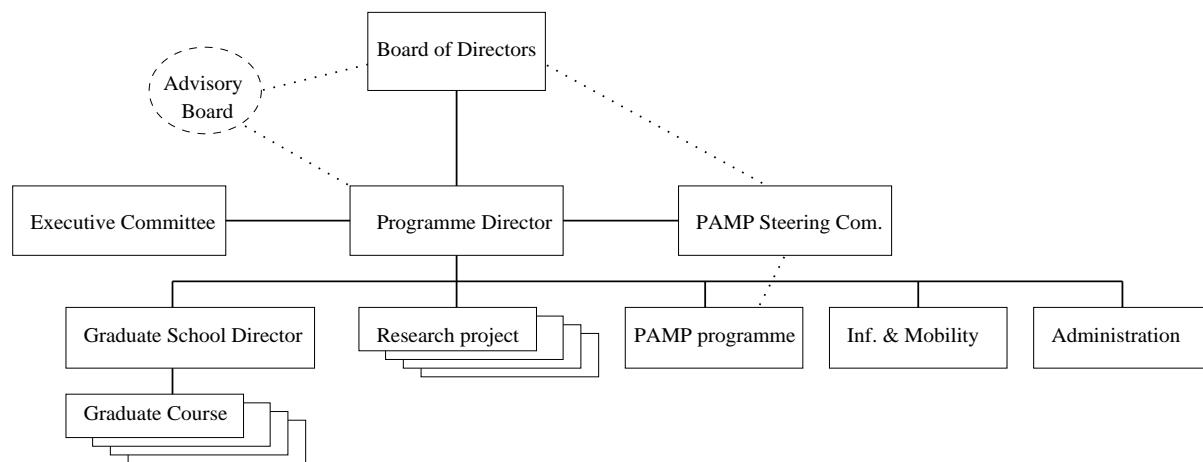 Board of Directors
Advisory
Board
Executive Committee
Programme Director
PAMP Steering Com.
Graduate School Director
Research project
PAMP programme
Inf. & Mobility
Administration
Graduate Course